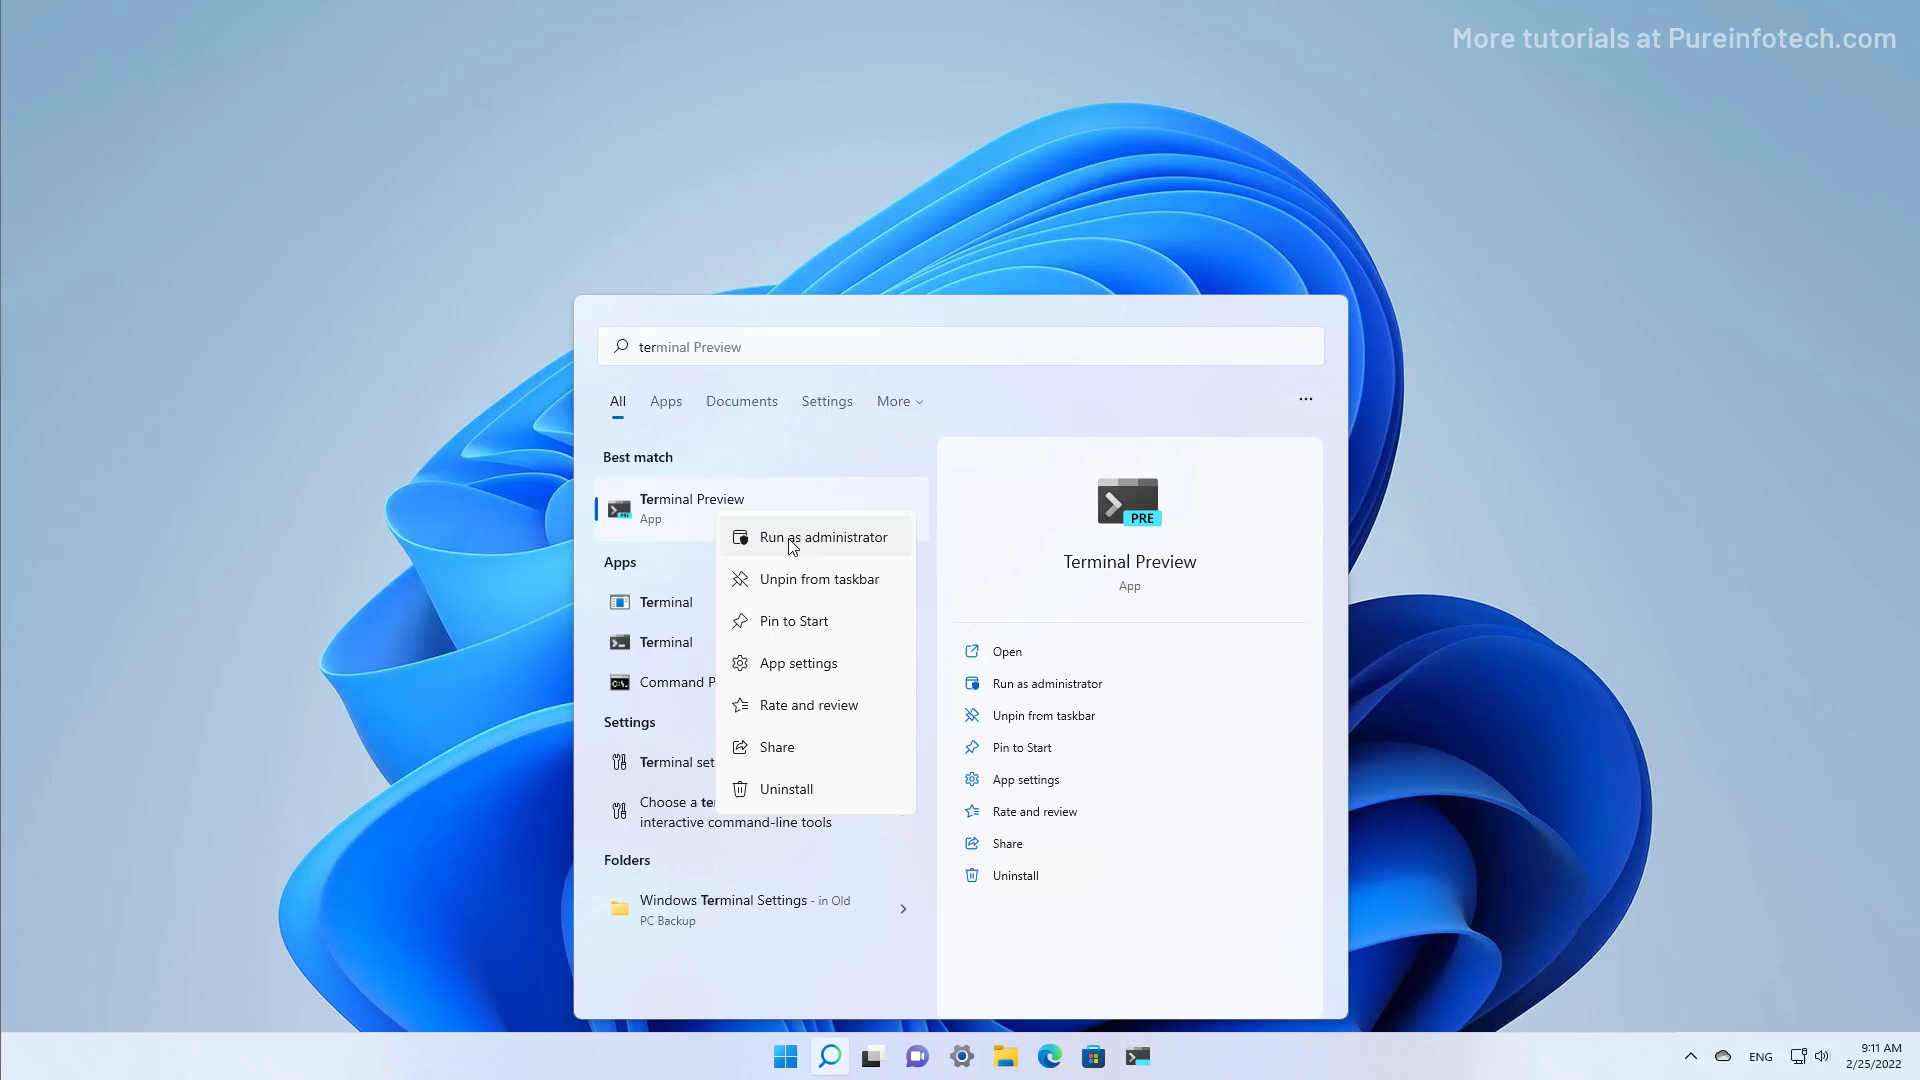 More tutorials at Pureinfotech.com
terminal Preview
All
Apps
Documents
Settings
More
Best match
Terminal Preview
App
Run as administrator
Unpin from taskbar
Pin to Start
App settings
Rate and review
Share
Uninstall
Apps
Terminal
Terminal
Command P
Settings
Terminal set
Choose a te
interactive command-line tools
Folders
Windows Terminal Settings - in Old
PC Backup
PRE
Terminal Preview
App
Open
Run as administrator
Unpin from taskbar
Pin to Start
App settings
Rate and review
Share
Uninstall
ENG
9:11 AM
2/25/2022